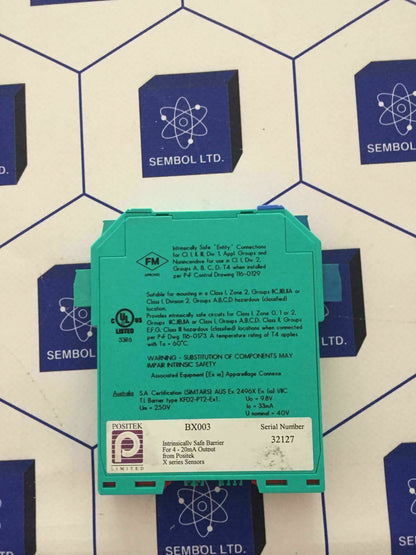 SEMBOL LTD.
SEMBOL LTD.
FM
APPROVED
Intrinsically Safe "Entity" Connections
for Cl. I, II, III, Div. 1, Appl. Groups and
Nonincendive for use in Cl. I, Div. 2,
Groups A, B, C, D; T4 when installed
per P+F Control Drawing 116-0129
Suitable for mounting in a Class I, Zone 2, Groups IIC,IIB,IIA or
Class I, Division 2, Groups A,B,C,D hazardous (classified)
location.
Provides intrinsically safe circuits for Class I, Zone 0, 1 or 2,
Groups IIC,IIB,IIA or Class I, Groups A,B,C,D; Class II, Groups
E,F,G; Class III hazardous (classified) locations when connected
per P+F Dwg 116-0173. A temperature rating of T4 applies
with Ta = 60°C.
C UL US
LISTED
WARNING - SUBSTITUTION OF COMPONENTS MAY
IMPAIR INTRINSIC SAFETY
Associated Equipment [Ex ia] Appareillage Connexe
Australia
S.A. Certification (SIMTARS) AUS Ex 2496X Ex (ia) IIC
T.I. Barrier type KFD2-PT2-Ex1.
Uo = 9.8V
Um = 250V
Io = 33mA
U nominal = 40V
POSITEK
P
LIMITED
BX003
Serial Number
32127
Intrinsically Safe Barrier
For 4 - 20mA Output
from Positek
X series Sensors
SEMBOL LTD.
SEMBOL